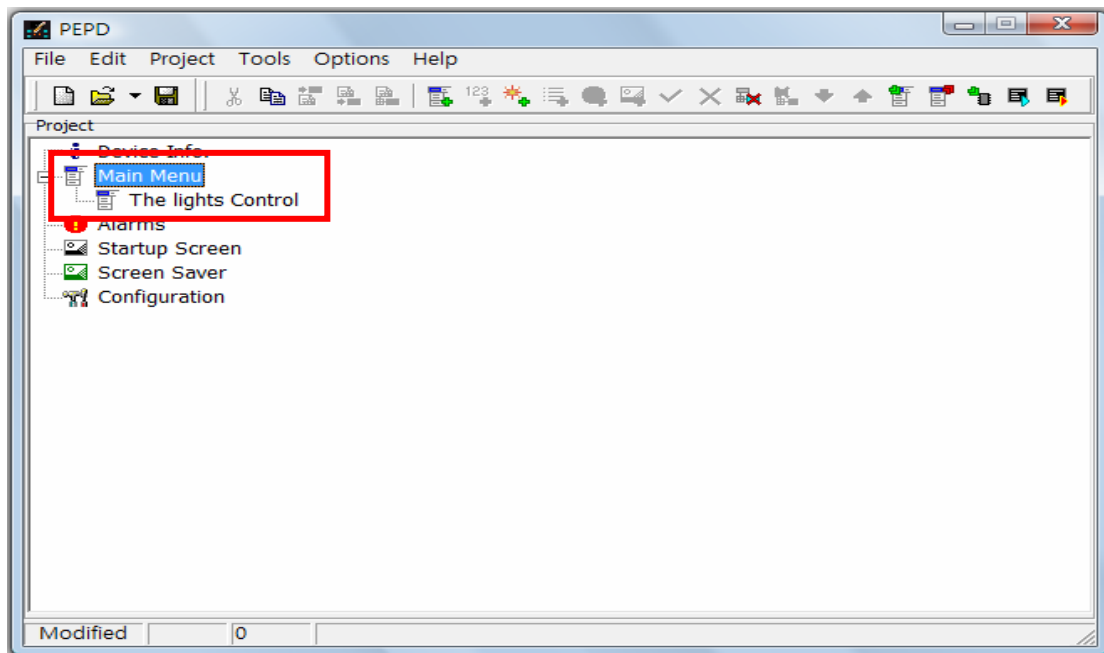 PEPD
File Edit Project Tools Options Help
123
Project
Device Info.
Main Menu
The lights Control
Alarms
Startup Screen
Screen Saver
Configuration
Modified 0